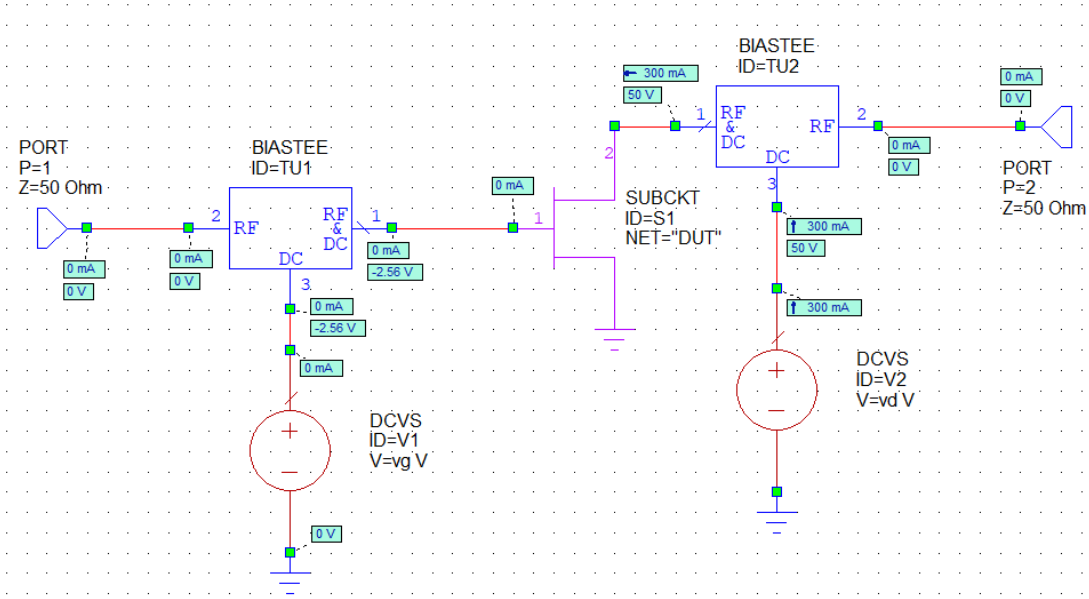 PORT
P=1
Z=50 Ohm
0 mA
0 V
0 mA
0 V
BIASTEE
ID=TU1
2
RF
RF
&
DC
1
DC
3
0 mA
-2.56 V
0 mA
-2.56 V
0 mA
DCVS
ID=V1
V=vg V
+
−
0 V
0 mA
1
2
SUBCKT
ID=S1
NET="DUT"
300 mA
50 V
BIASTEE
ID=TU2
1
RF
&
DC
RF
2
DC
3
0 mA
0 V
0 mA
0 V
PORT
P=2
Z=50 Ohm
300 mA
50 V
300 mA
DCVS
ID=V2
V=vd V
+
−